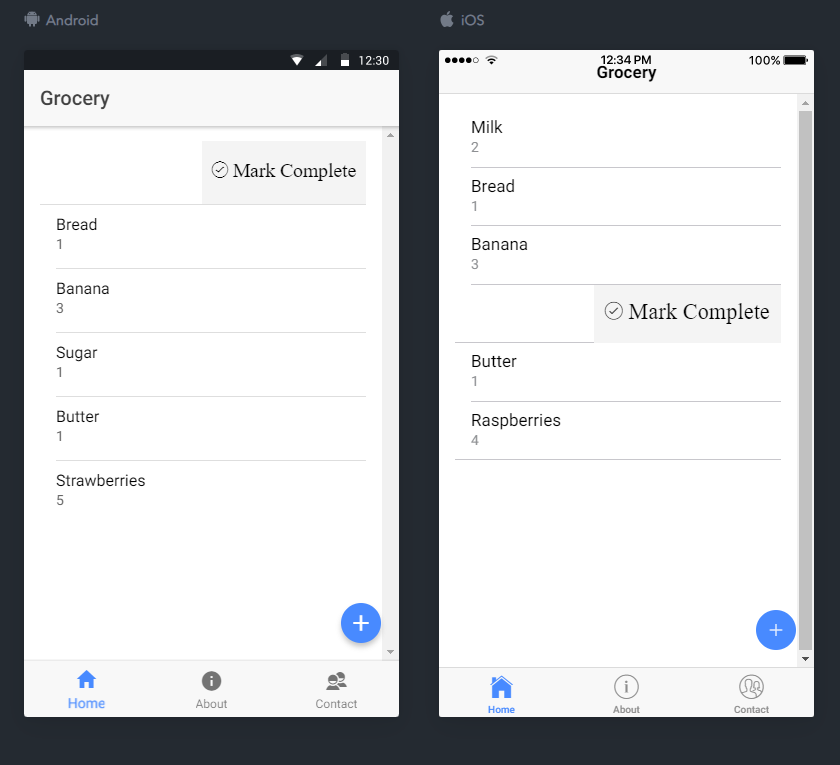 Android
12:30
Grocery
Mark Complete
Bread
1
Banana
3
Sugar
1
Butter
1
Strawberries
5
+
Home
About
Contact
iOS
12:34 PM
100%
Grocery
Milk
2
Bread
1
Banana
3
Mark Complete
Butter
1
Raspberries
4
+
Home
About
Contact